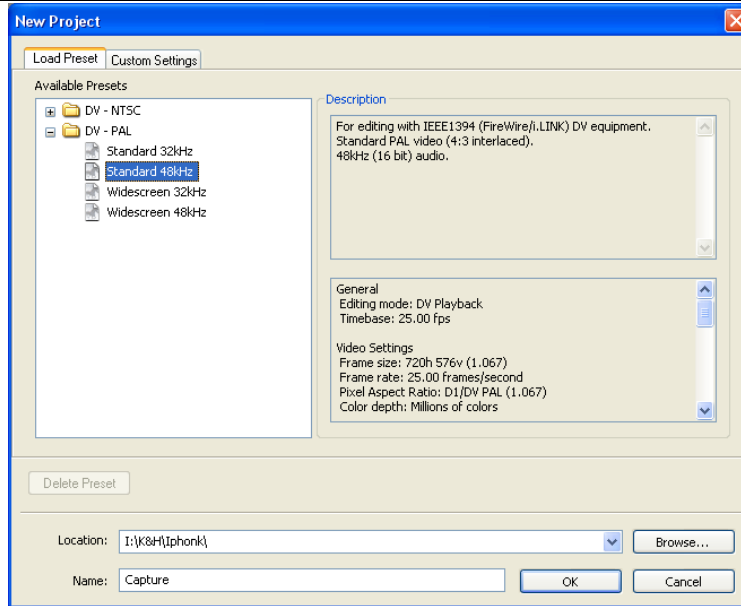 New Project
Load Preset Custom Settings
Available Presets
DV - NTSC
DV - PAL
Standard 32kHz
Standard 48kHz
Widescreen 32kHz
Widescreen 48kHz
Description
For editing with IEEE1394 (FireWire/i.LINK) DV equipment.
Standard PAL video (4:3 interlaced).
48kHz (16 bit) audio.
General
Editing mode: DV Playback
Timebase: 25.00 fps
Video Settings
Frame size: 720h 576v (1.067)
Frame rate: 25.00 frames/second
Pixel Aspect Ratio: D1/DV PAL (1.067)
Color depth: Millions of colors
Delete Preset
Location: I:\K&H\Iphonk\ Browse...
Name: Capture OK Cancel